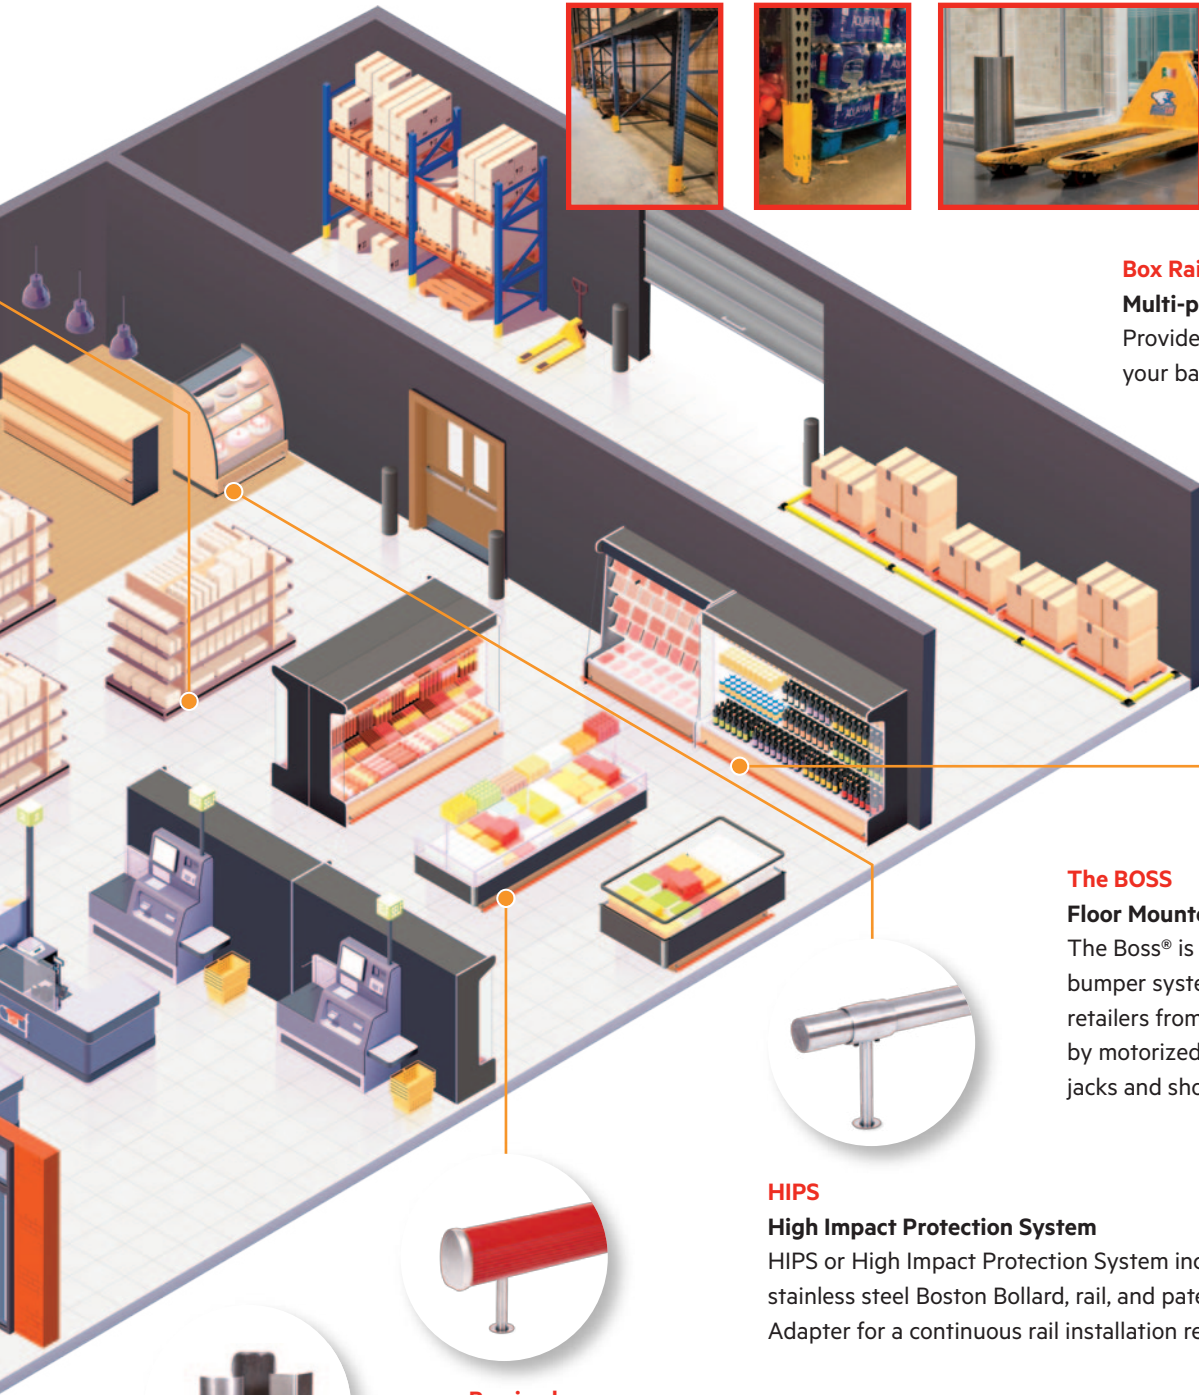 AQUAFINA
Box Rai
Multi-p
Provide
your ba
The BOSS
Floor Mounte
The Boss® is
bumper syste
retailers from
by motorized
jacks and sho
HIPS
High Impact Protection System
HIPS or High Impact Protection System inc
stainless steel Boston Bollard, rail, and pate
Adapter for a continuous rail installation re